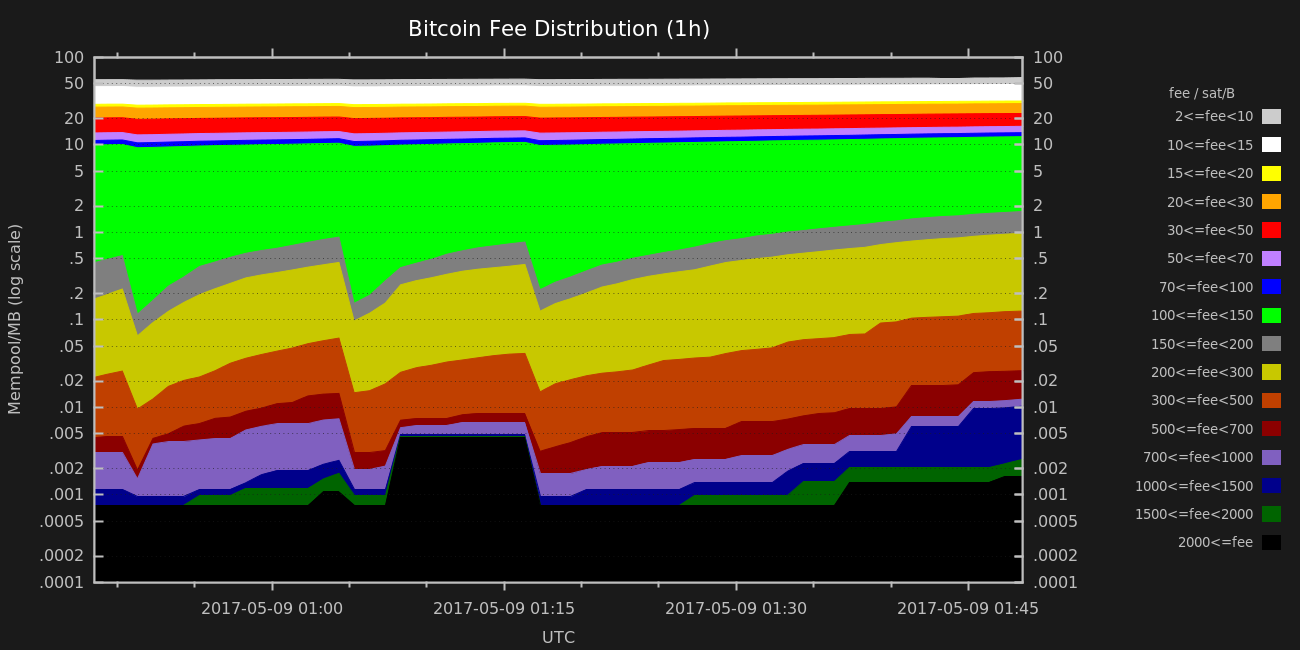 Bitcoin Fee Distribution (1h)
Mempool/MB (log scale)
100
50
20
10
5
2
1
.5
.2
.1
.05
.02
.01
.005
.002
.001
.0005
.0002
.0001
100
50
20
10
5
2
1
.5
.2
.1
.05
.02
.01
.005
.002
.001
.0005
.0002
.0001
fee / sat/B
2<=fee<10
10<=fee<15
15<=fee<20
20<=fee<30
30<=fee<50
50<=fee<70
70<=fee<100
100<=fee<150
150<=fee<200
200<=fee<300
300<=fee<500
500<=fee<700
700<=fee<1000
1000<=fee<1500
1500<=fee<2000
2000<=fee
2017-05-09 01:00 2017-05-09 01:15 2017-05-09 01:30 2017-05-09 01:45
UTC